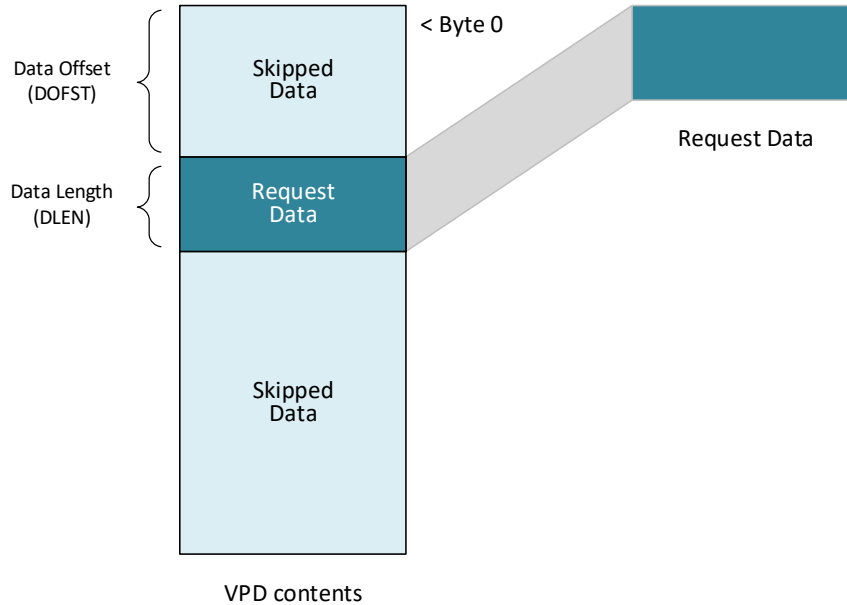 < Byte 0
Data Offset
(DOFST)
Skipped
Data
Request Data
Data Length
(DLEN)
Request
Data
Skipped
Data
VPD contents